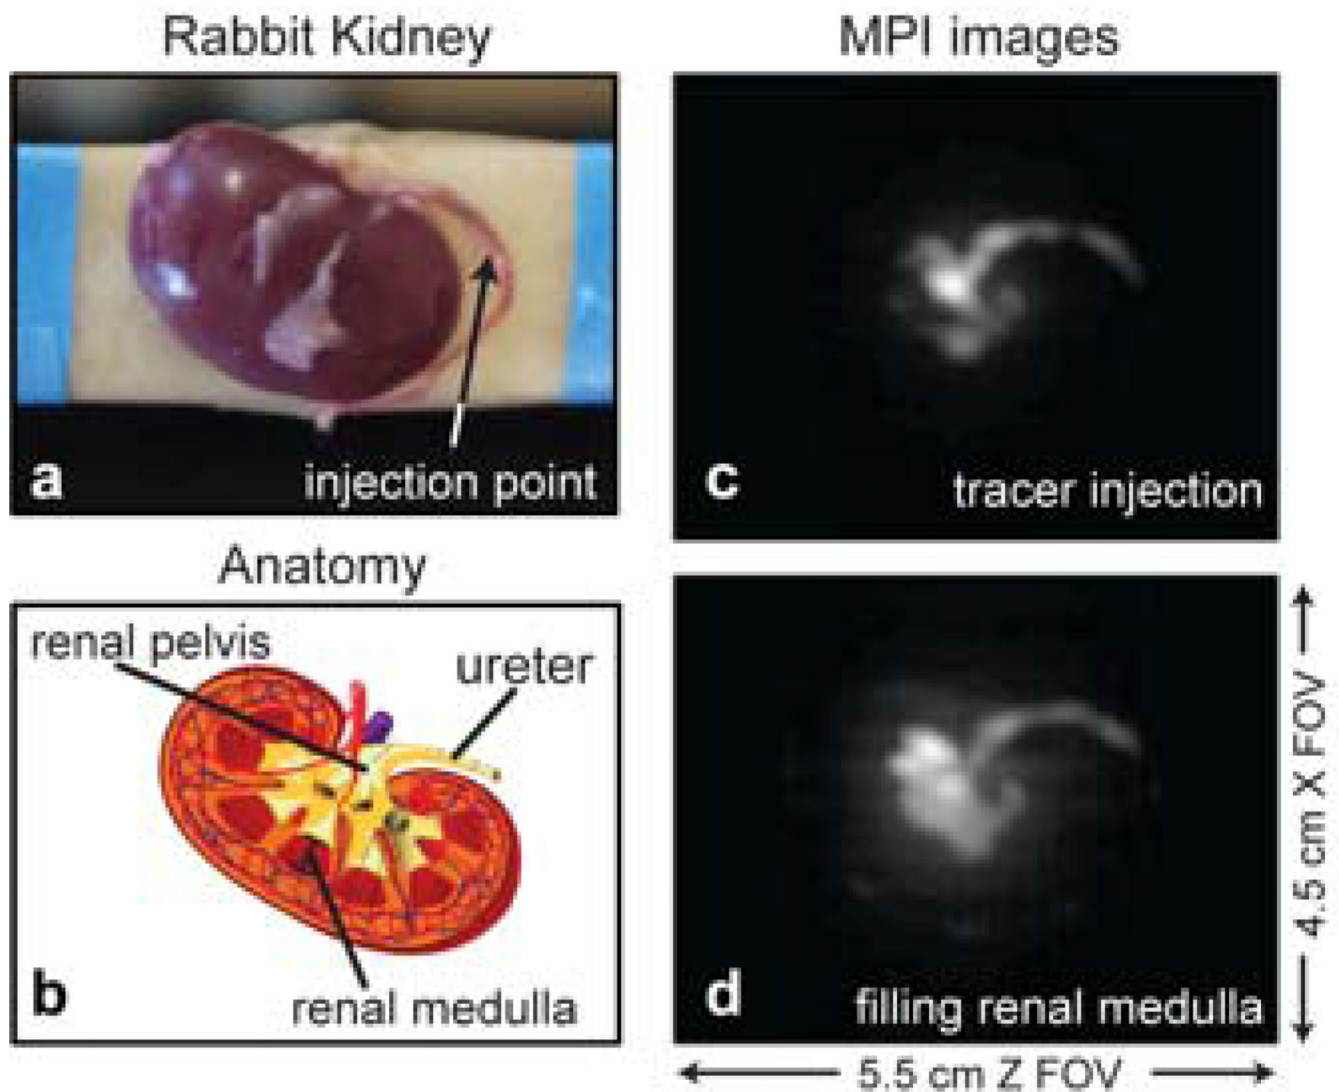 Rabbit Kidney
MPI images
a
injection point
c
tracer injection
Anatomy
renal pelvis
ureter
b
renal medulla
d
filling renal medulla
4.5 cm X FOV
5.5 cm Z FOV